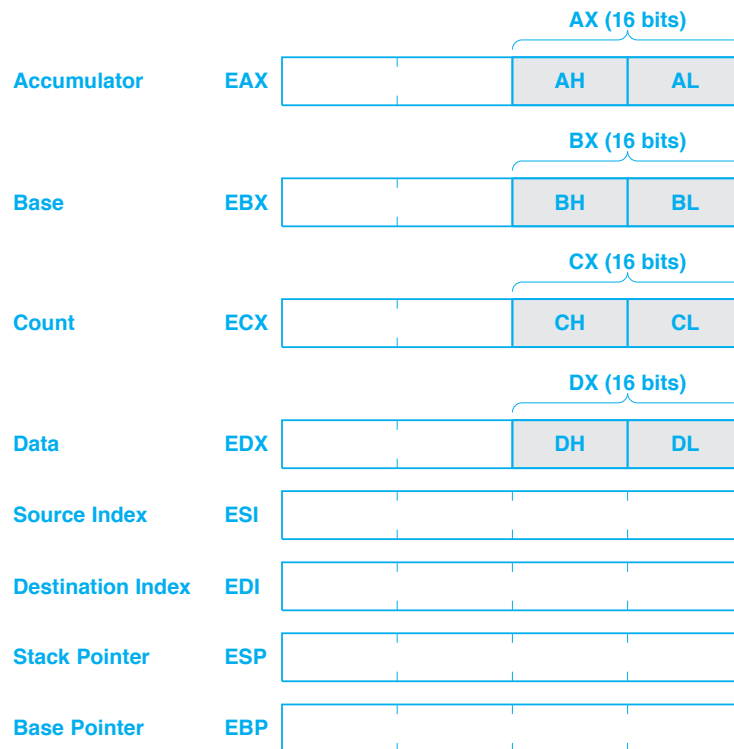 AX (16 bits)
Accumulator EAX AH AL
BX (16 bits)
Base EBX BH BL
CX (16 bits)
Count ECX CH CL
DX (16 bits)
Data EDX DH DL
Source Index ESI
Destination Index EDI
Stack Pointer ESP
Base Pointer EBP